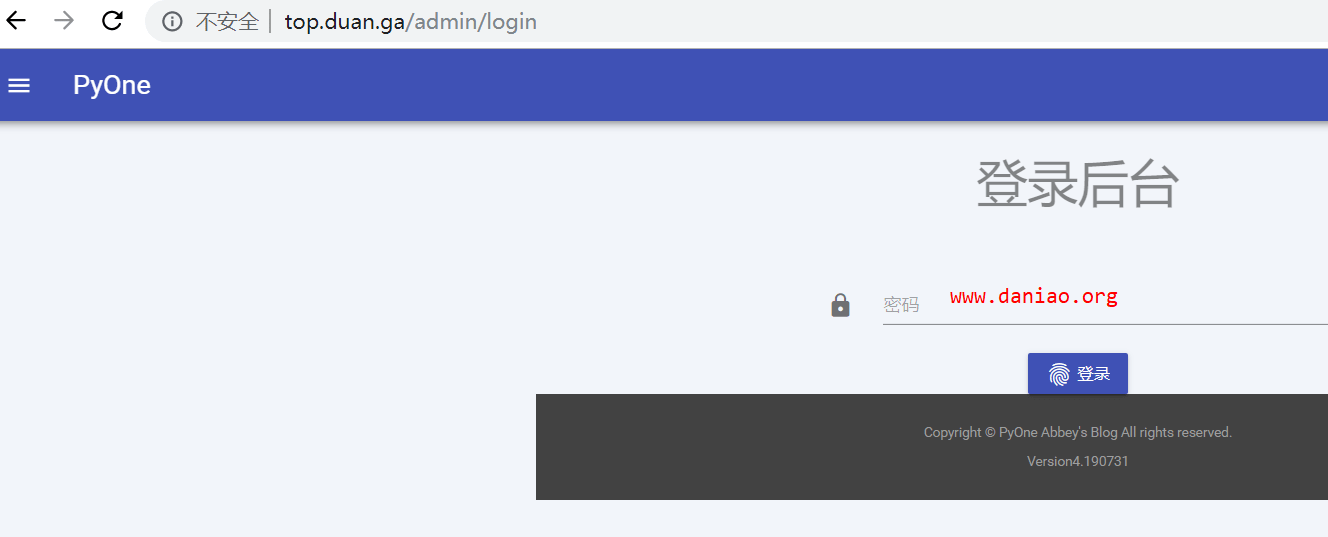 不安全 top.duan.ga/admin/login
PyOne
登录后台
密码 www.daniao.org
登录
Copyright © PyOne Abbey's Blog All rights reserved.
Version4.190731